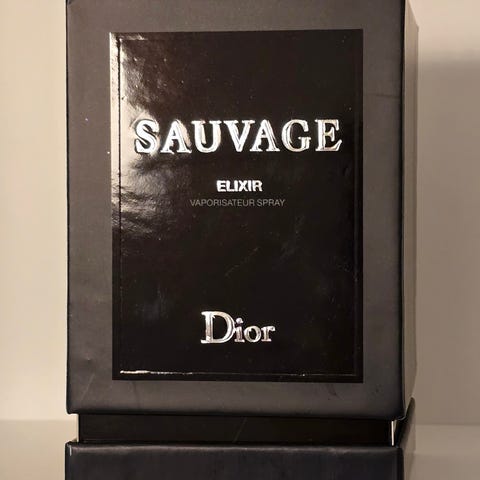 SAUVAGE
ELIXIR
VAPORISATEUR SPRAY
Dior